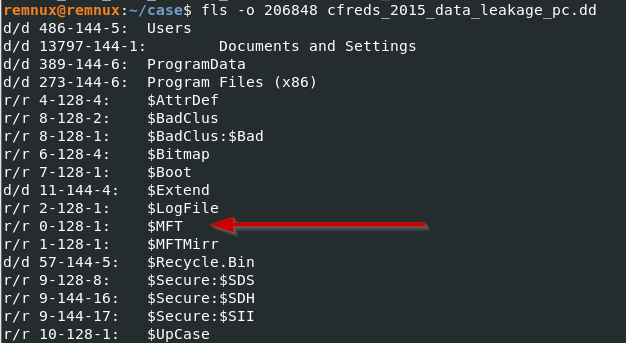 remnux@remnux:~/case$ fls -o 206848 cfreds_2015_data_leakage_pc.dd
d/d 486-144-5:  Users
d/d 13797-144-1:        Documents and Settings
d/d 389-144-6:  ProgramData
d/d 273-144-6:  Program Files (x86)
r/r 4-128-4:    $AttrDef
r/r 8-128-2:    $BadClus
r/r 8-128-1:    $BadClus:$Bad
r/r 6-128-4:    $Bitmap
r/r 7-128-1:    $Boot
d/d 11-144-4:   $Extend
r/r 2-128-1:    $LogFile
r/r 0-128-1:    $MFT
r/r 1-128-1:    $MFTMirr
d/d 57-144-5:   $Recycle.Bin
r/r 9-128-8:    $Secure:$SDS
r/r 9-144-16:   $Secure:$SDH
r/r 9-144-17:   $Secure:$SII
r/r 10-128-1:   $UpCase